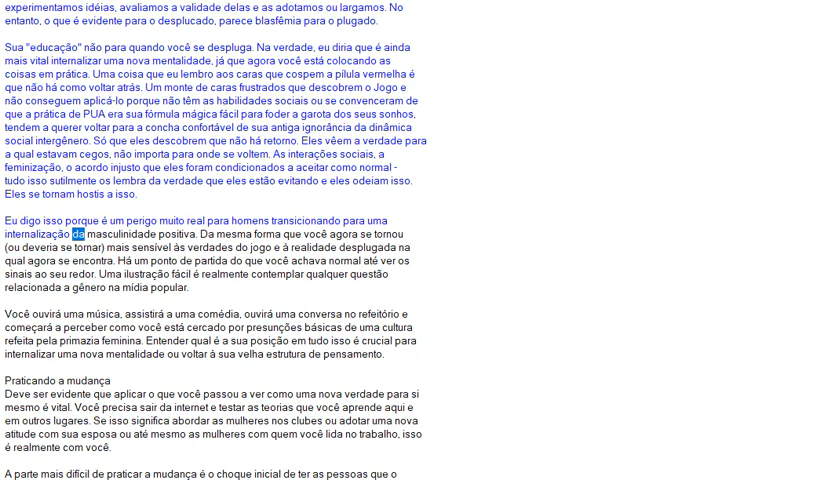 experimentamos idéias, avaliamos a validade delas e as adotamos ou largamos. No
entanto, o que é evidente para o desplucado, parece blasfêmia para o plugado.
Sua "educação" não para quando você se despluga. Na verdade, eu diria que é ainda
mais vital internalizar uma nova mentalidade, já que agora você está colocando as
coisas em prática. Uma coisa que eu lembro aos caras que cospem a pílula vermelha é
que não há como voltar atrás. Um monte de caras frustrados que descobrem o Jogo e
não conseguem aplicá-lo porque não têm as habilidades sociais ou se convenceram de
que a prática de PUA era sua fórmula mágica fácil para foder a garota dos seus sonhos,
tendem a querer voltar para a concha confortável de sua antiga ignorância da dinâmica
social intergênero. Só que eles descobrem que não há retorno. Eles vêem a verdade para
a qual estavam cegos, não importa para onde se voltem. As interações sociais, a
feminização, o acordo injusto que eles foram condicionados a aceitar como normal -
tudo isso sutilmente os lembra da verdade que eles estão evitando e eles odeiam isso.
Eles se tornam hostis a isso.
Eu digo isso porque é um perigo muito real para homens transicionando para uma
internalização da masculinidade positiva. Da mesma forma que você agora se tornou
(ou deveria se tornar) mais sensível às verdades do jogo e à realidade desplugada na
qual agora se encontra. Há um ponto de partida do que você achava normal até ver os
sinais ao seu redor. Uma ilustração fácil é realmente contemplar qualquer questão
relacionada a gênero na mídia popular.
Você ouvirá uma música, assistirá a uma comédia, ouvirá uma conversa no refeitório e
começará a perceber como você está cercado por presunções básicas de uma cultura
refeita pela primazia feminina. Entender qual é a sua posição em tudo isso é crucial para
internalizar uma nova mentalidade ou voltar à sua velha estrutura de pensamento.
Praticando a mudança
Deve ser evidente que aplicar o que você passou a ver como uma nova verdade para si
mesmo é vital. Você precisa sair da internet e testar as teorias que você aprende aqui e
em outros lugares. Se isso significa abordar as mulheres nos clubes ou adotar uma nova
atitude com sua esposa ou até mesmo as mulheres com quem você lida no trabalho, isso
é realmente com você.
A parte mais difícil de praticar a mudança é o choque inicial de ter as pessoas que o